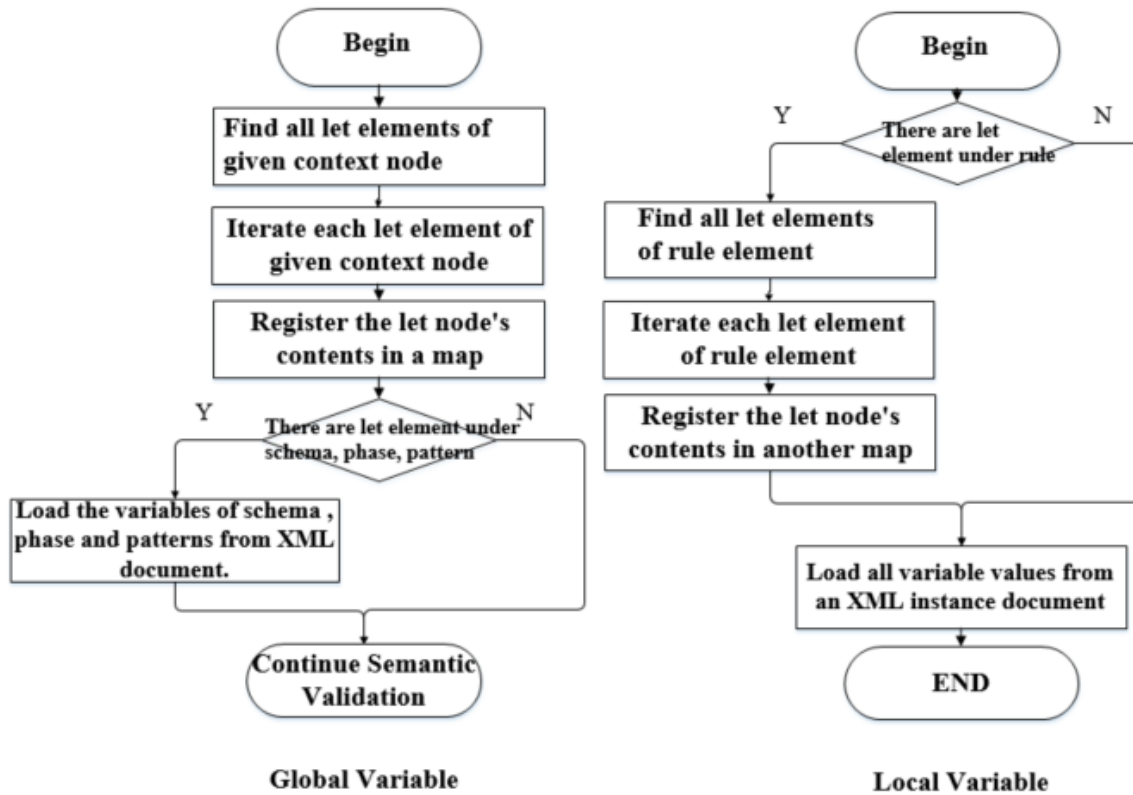 Begin
Find all let elements of
given context node
Iterate each let element of
given context node
Register the let node's
contents in a map
Y
N
There are let element under
schema, phase, pattern
Load the variables of schema ,
phase and patterns from XML
document.
Continue Semantic
Validation
Global Variable
Begin
Y
N
There are let
element under rule
Find all let elements
of rule element
Iterate each let element
of rule element
Register the let node's
contents in another map
Load all variable values from
an XML instance document
END
Local Variable